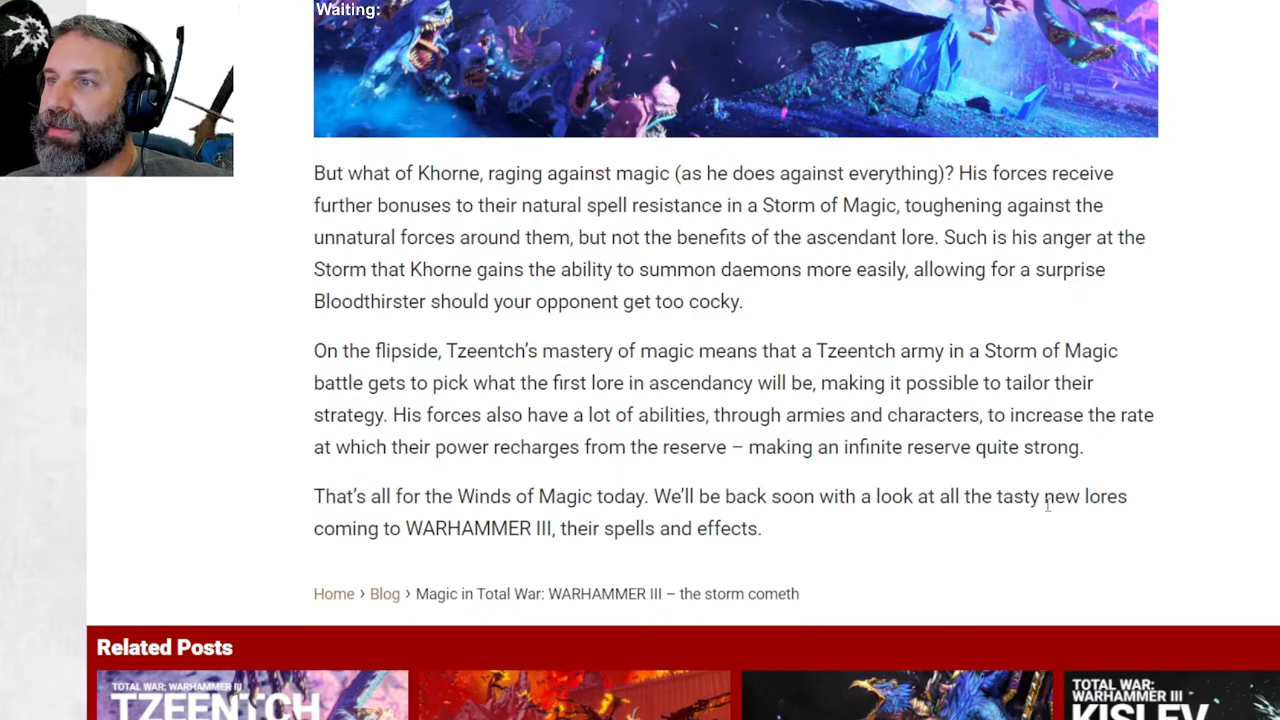 Waiting:
But what of Khorne, raging against magic (as he does against everything)? His forces receive
further bonuses to their natural spell resistance in a Storm of Magic, toughening against the
unnatural forces around them, but not the benefits of the ascendant lore. Such is his anger at the
Storm that Khorne gains the ability to summon daemons more easily, allowing for a surprise
Bloodthirster should your opponent get too cocky.
On the flipside, Tzeentch’s mastery of magic means that a Tzeentch army in a Storm of Magic
battle gets to pick what the first lore in ascendancy will be, making it possible to tailor their
strategy. His forces also have a lot of abilities, through armies and characters, to increase the rate
at which their power recharges from the reserve – making an infinite reserve quite strong.
That’s all for the Winds of Magic today. We’ll be back soon with a look at all the tasty new lores
coming to WARHAMMER III, their spells and effects.
Home › Blog › Magic in Total War: WARHAMMER III – the storm cometh
Related Posts
TOTAL WAR: WARHAMMER III
TZEENTCH
TOTAL WAR:
WARHAMMER III
KISLEV